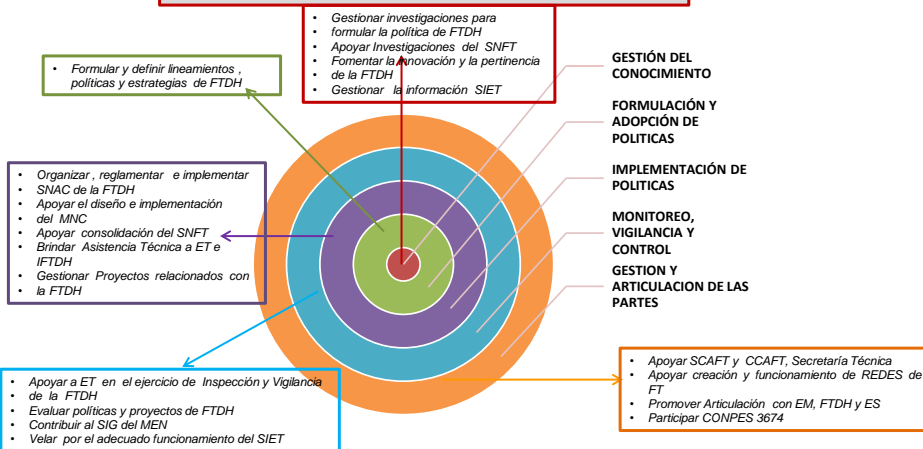 • Gestionar investigaciones para
formular la política de FTDH
• Apoyar Investigaciones del SNFT
• Fomentar la innovación y la pertinencia
• de la FTDH
• Gestionar la información SIET
• Formular y definir lineamientos ,
políticas y estrategias de FTDH
GESTIÓN DEL
CONOCIMIENTO
FORMULACIÓN Y
ADOPCIÓN DE
POLITICAS
IMPLEMENTACIÓN DE
POLITICAS
MONITOREO,
VIGILANCIA Y
CONTROL
GESTION Y
ARTICULACION DE LAS
PARTES
• Organizar , reglamentar e implementar
• SNAC de la FTDH
• Apoyar el diseño e implementación
• del MNC
• Apoyar consolidación del SNFT
• Brindar Asistencia Técnica a ET e
IFTDH
• Gestionar Proyectos relacionados con
• la FTDH
• Apoyar a ET en el ejercicio de Inspección y Vigilancia
• de la FTDH
• Evaluar políticas y proyectos de FTDH
• Contribuir al SIG del MEN
• Velar por el adecuado funcionamiento del SIET
• Apoyar SCAFT y CCAFT, Secretaría Técnica
• Apoyar creación y funcionamiento de REDES de
FT
• Promover Articulación con EM, FTDH y ES
• Participar CONPES 3674